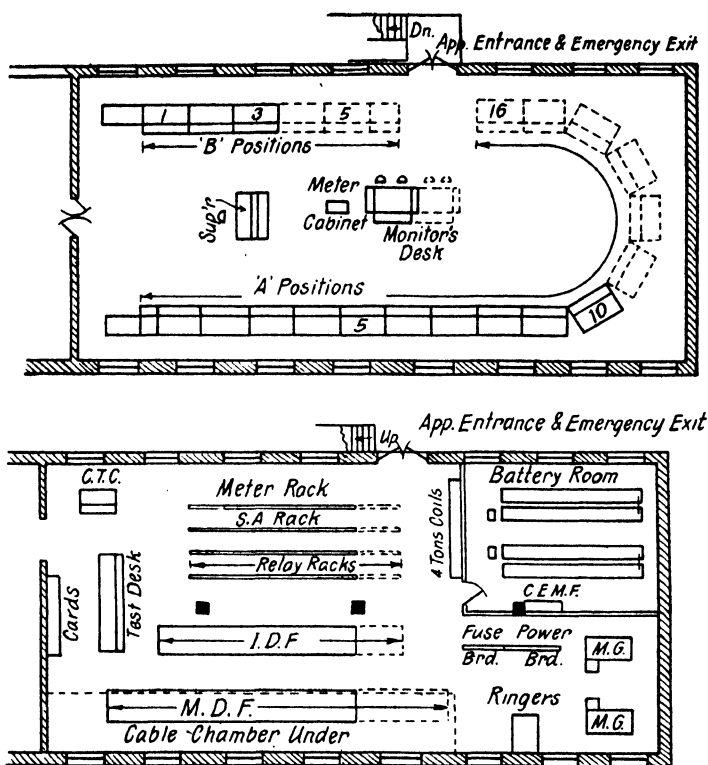 Dn.
App. Entrance & Emergency Exit
1
3
5
16
'B' Positions
Sup'r
Meter
Cabinet
Monitor's
Desk
'A' Positions
5
10
Up
App. Entrance & Emergency Exit
C.T.C.
Meter Rack
S.A Rack
Relay Racks
4 Tons Coils
Battery Room
C E M.F.
Cards
Test Desk
I.D.F
Fuse Power
Brd. Brd.
M.G.
M.D.F.
Cable Chamber Under
Ringers
M.G.